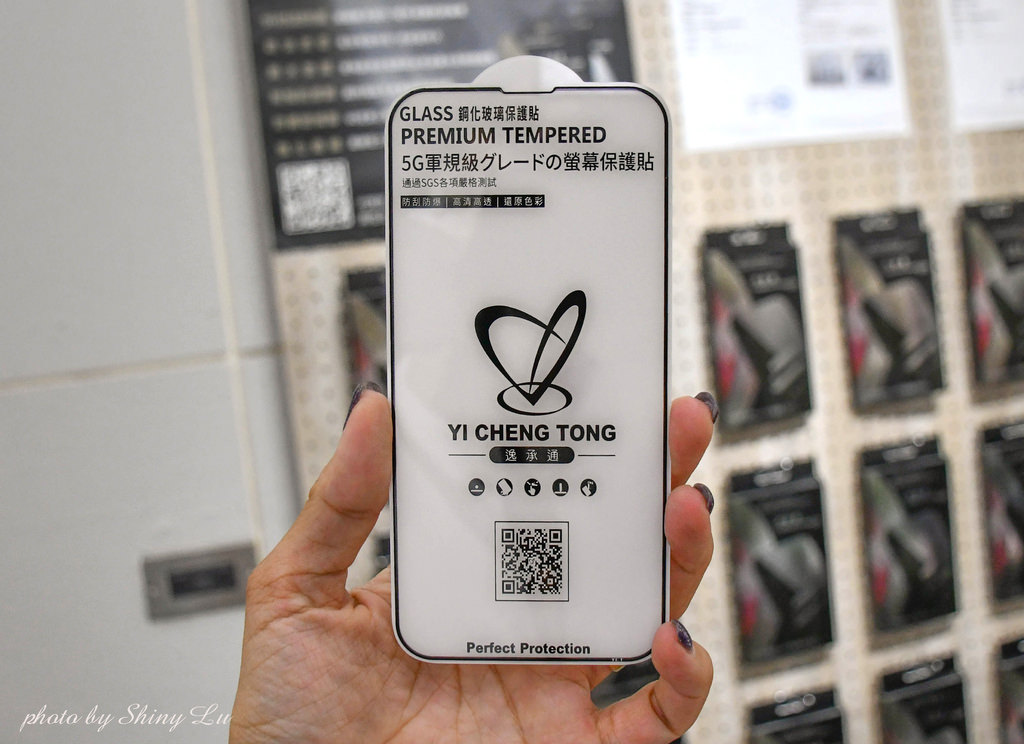 GLASS 鋼化玻璃保護貼
PREMIUM TEMPERED
5G軍規級グレードの螢幕保護貼
通過SGS各項嚴格測試
防刮防爆 | 高清高透 | 還原色彩
YI CHENG TONG
逸承通
Perfect Protection
photo by Shiny Lu